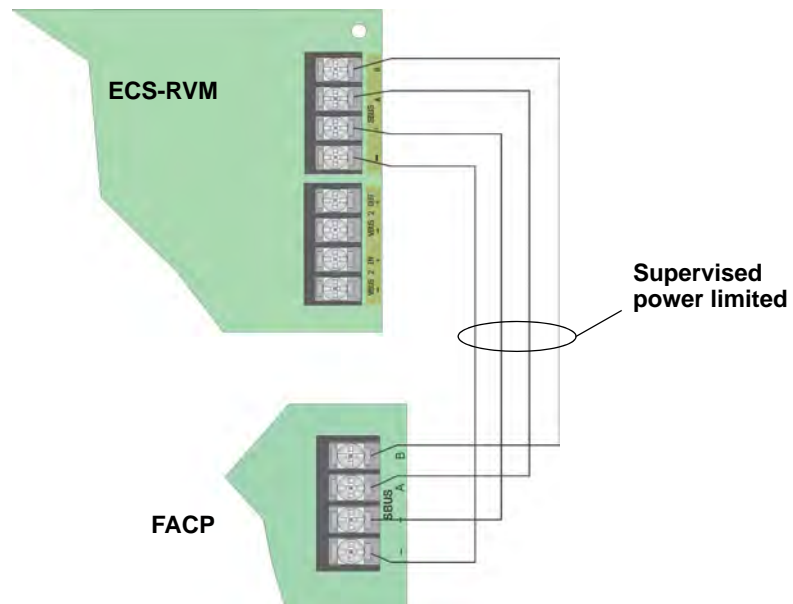 ECS-RVM
B
A
SBUS
+
–
VBUS 2 OUT
+
–
VBUS 2 IN
+
–
Supervised
power limited
FACP
B
A
SBUS
+
–